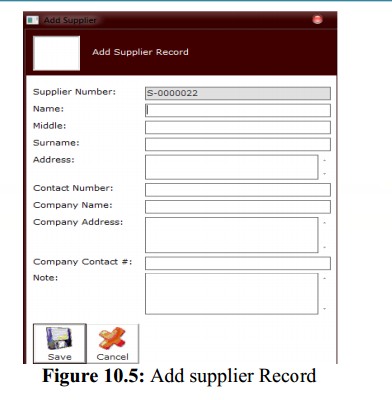 Add Supplier
Add Supplier Record
Supplier Number: S-0000022
Name:
Middle:
Surname:
Address:
Contact Number:
Company Name:
Company Address:
Company Contact #:
Note:
Save Cancel
Figure 10.5: Add supplier Record